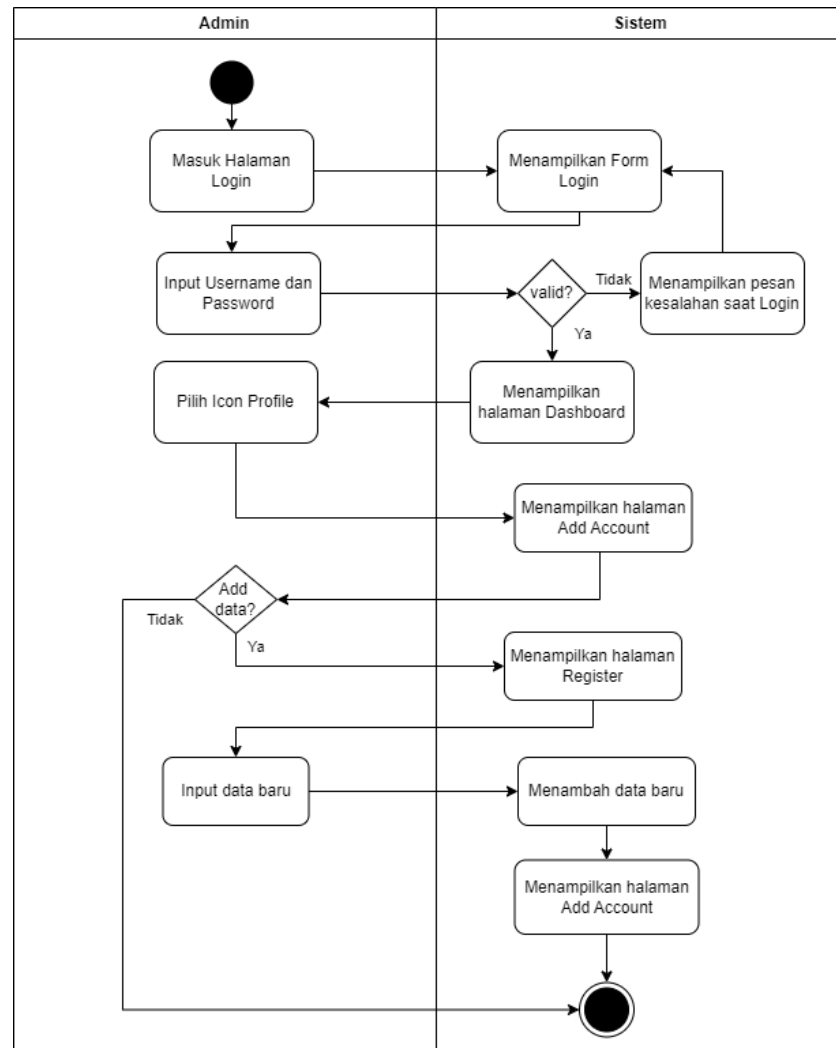 Admin
Sistem
Masuk Halaman
Login
Menampilkan Form
Login
Input Username dan
Password
valid?
Tidak
Menampilkan pesan
kesalahan saat Login
Ya
Pilih Icon Profile
Menampilkan
halaman Dashboard
Menampilkan halaman
Add Account
Add
data?
Tidak
Ya
Menampilkan halaman
Register
Input data baru
Menambah data baru
Menampilkan halaman
Add Account